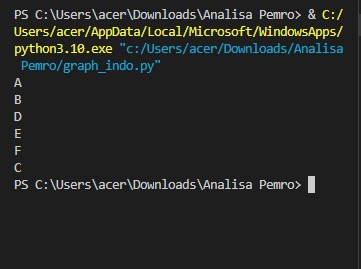 PS C:\Users\acer\Downloads\Analisa Pemro> & C:/
Users/acer/AppData/Local/Microsoft/WindowsApps/
python3.10.exe "c:/Users/acer/Downloads/Analisa
 Pemro/graph_indo.py"
A
B
D
E
F
C
PS C:\Users\acer\Downloads\Analisa Pemro>